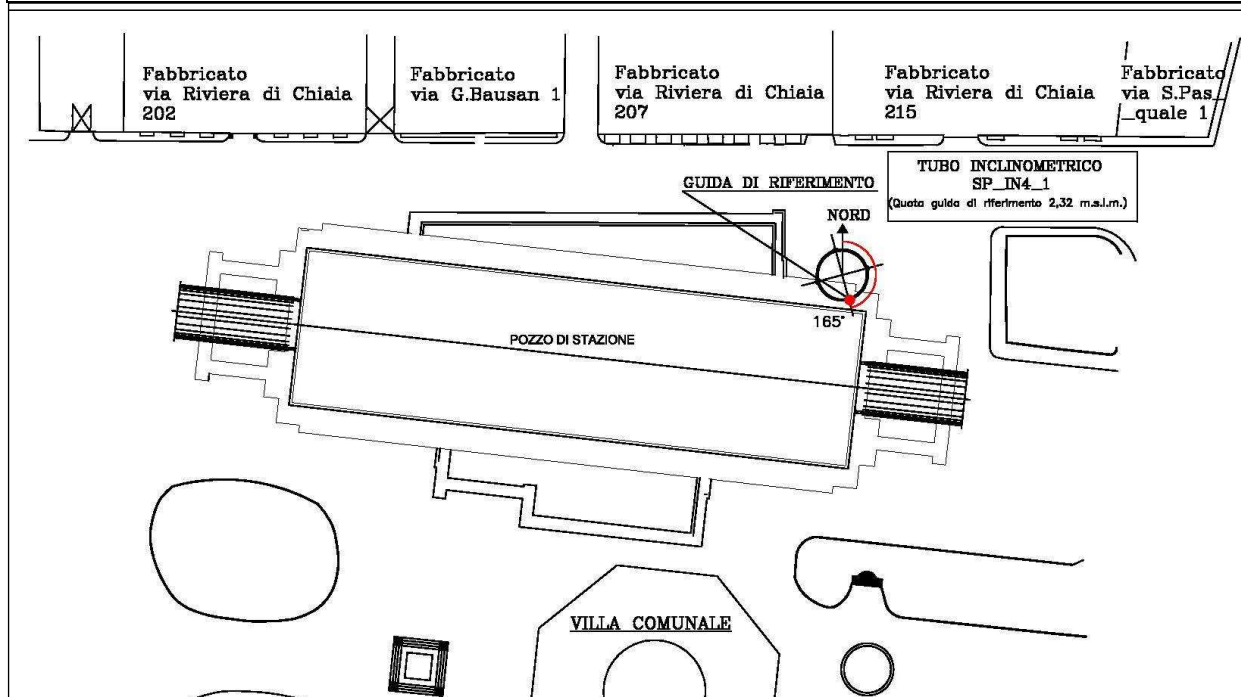 Fabbricato
via Riviera di Chiaia
202
Fabbricato
via G.Bausan 1
Fabbricato
via Riviera di Chiaia
207
Fabbricato
via Riviera di Chiaia
215
Fabbricato
via S.Pas
_quale 1
TUBO INCLINOMETRICO
SP_IN4_1
(Quota guida di riferimento 2,32 m.s.l.m.)
GUIDA DI RIFERIMENTO
NORD
165°
POZZO DI STAZIONE
VILLA COMUNALE